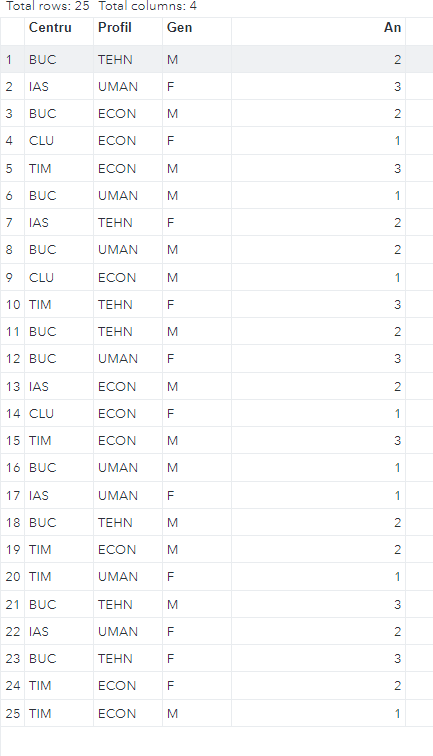 Total rows: 25 Total columns: 4
Centru Profil Gen An
1 BUC TEHN M 2
2 IAS UMAN F 3
3 BUC ECON M 2
4 CLU ECON F 1
5 TIM ECON M 3
6 BUC UMAN M 1
7 IAS TEHN F 2
8 BUC UMAN M 2
9 CLU ECON M 1
10 TIM TEHN F 3
11 BUC TEHN M 2
12 BUC UMAN F 3
13 IAS ECON M 2
14 CLU ECON F 1
15 TIM ECON M 3
16 BUC UMAN M 1
17 IAS UMAN F 1
18 BUC TEHN M 2
19 TIM ECON M 2
20 TIM UMAN F 1
21 BUC TEHN M 3
22 IAS UMAN F 2
23 BUC TEHN F 3
24 TIM ECON F 2
25 TIM ECON M 1